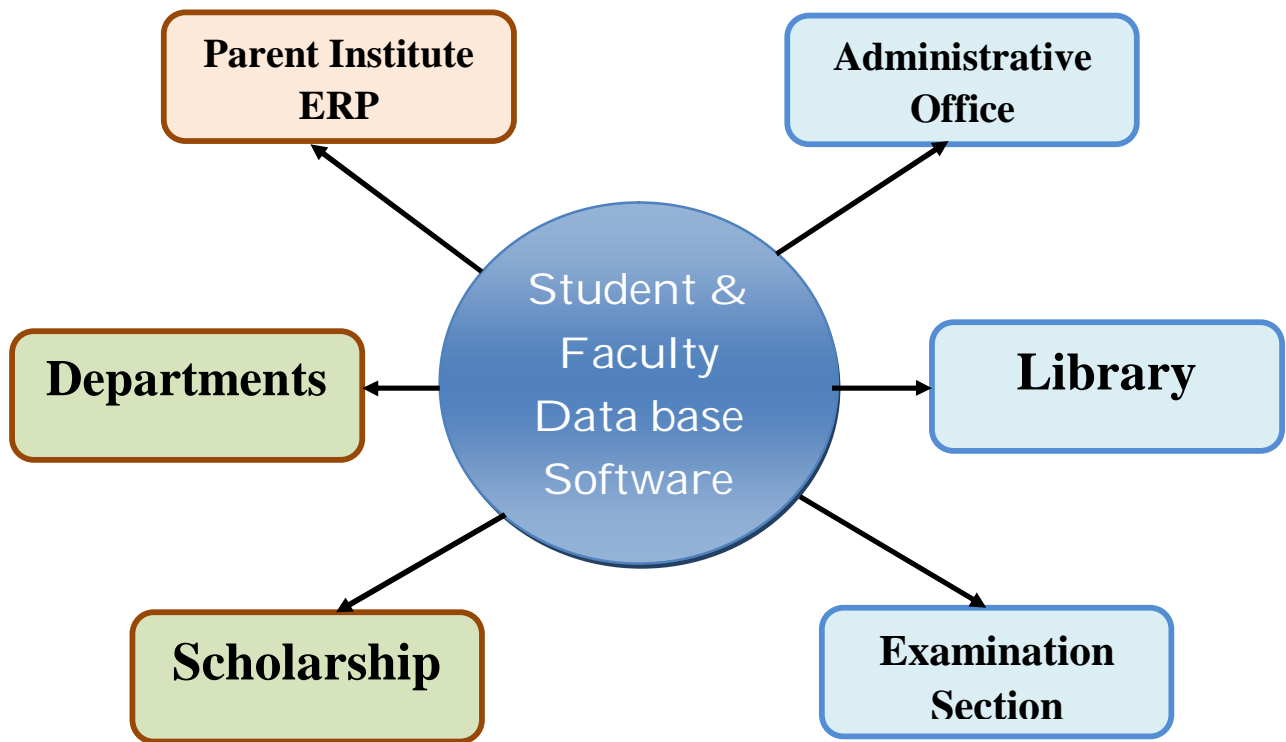 Parent Institute
ERP
Administrative
Office
Student &
Faculty
Data base
Software
Departments
Library
Scholarship
Examination
Section